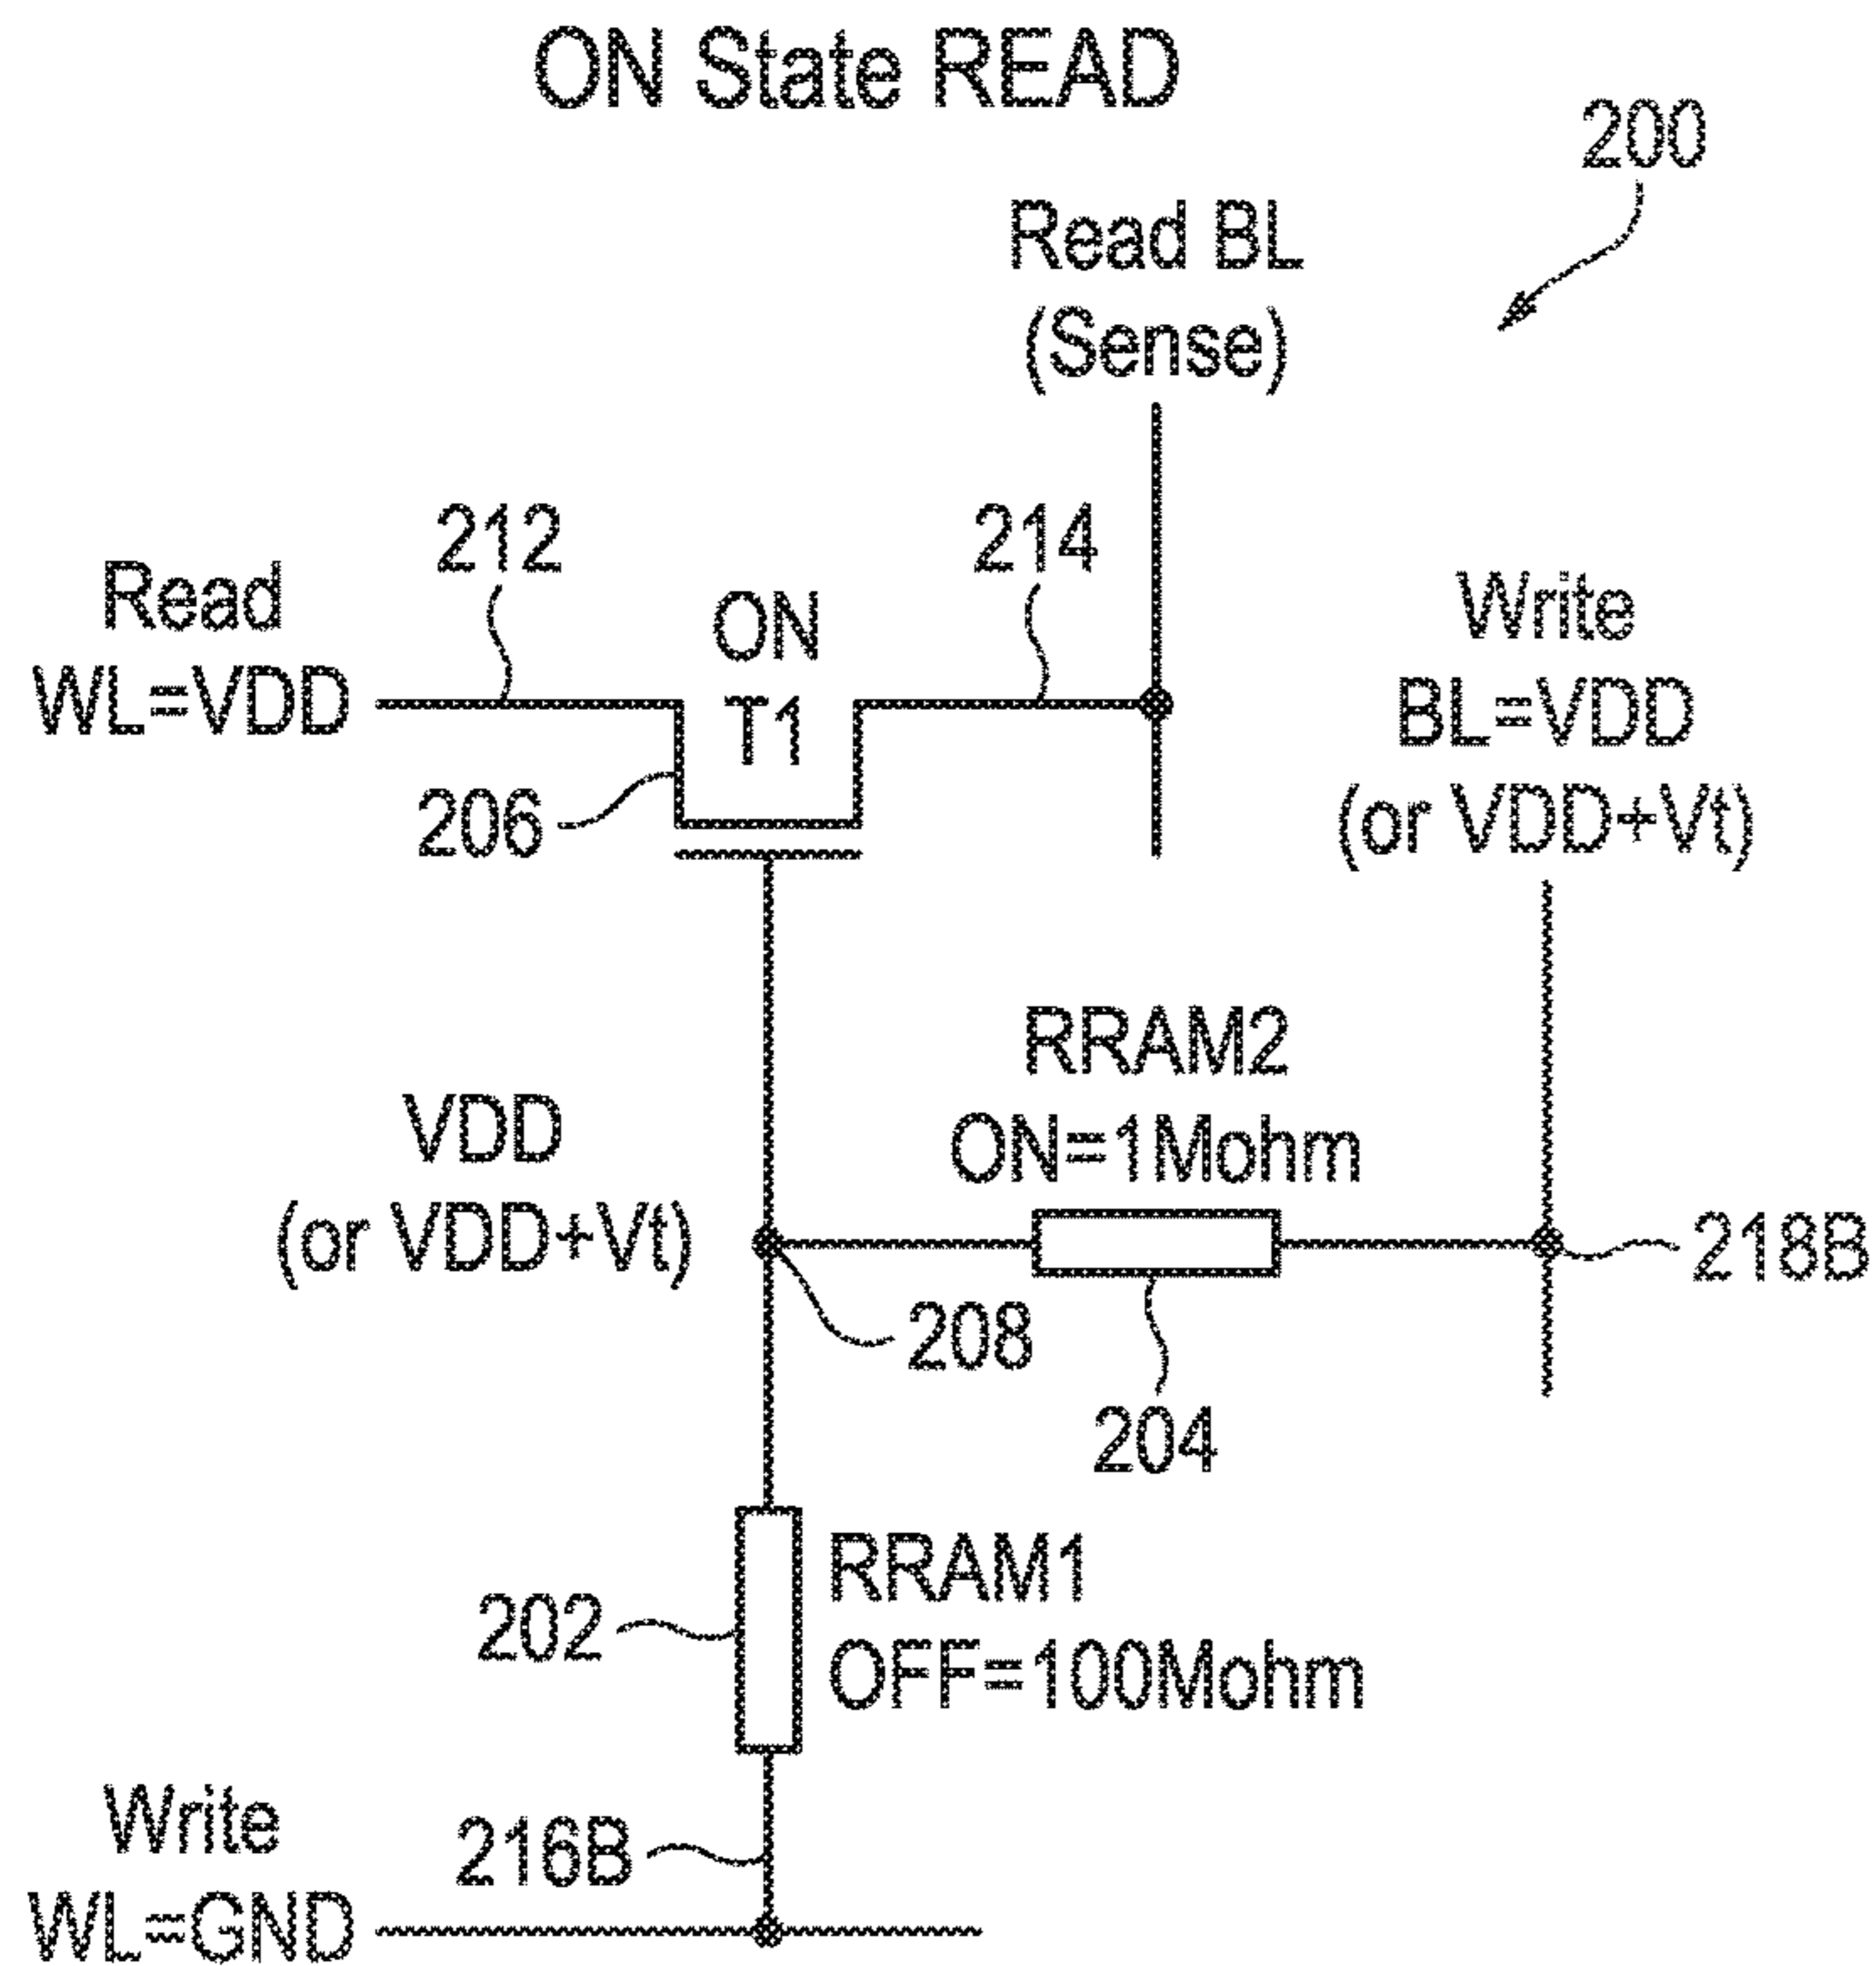 ON State READ
200
Read BL
(Sense)
212
214
Read
WL=VDD
ON
T1
Write
BL=VDD
(or VDD+Vt)
206
RRAM2
ON=1Mohm
VDD
(or VDD+Vt)
218B
208
204
RRAM1
OFF=100Mohm
202
Write
WL=GND
216B